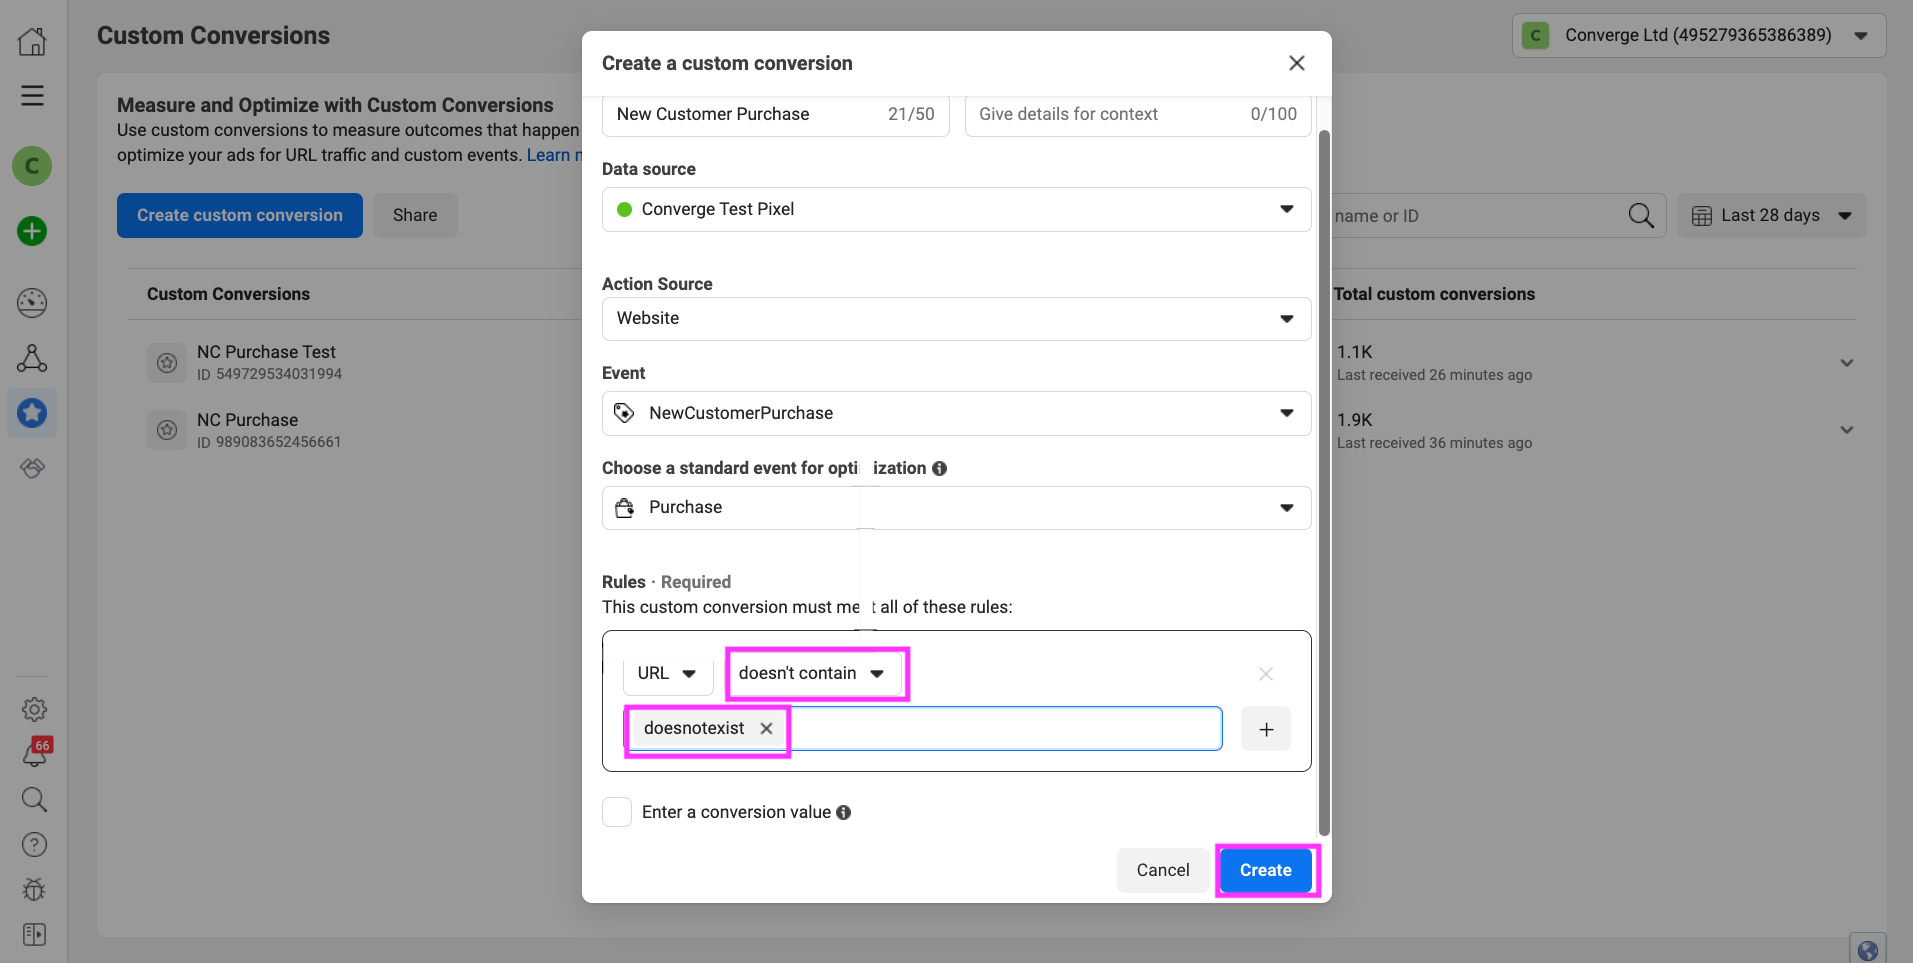 Custom Conversions
C Converge Ltd (495279365386389)
Measure and Optimize with Custom Conversions
Use custom conversions to measure outcomes that happen
optimize your ads for URL traffic and custom events. Learn
Create custom conversion
Share
name or ID
Last 28 days
Custom Conversions
Total custom conversions
NC Purchase Test
ID 549729534031994
1.1K
Last received 26 minutes ago
NC Purchase
ID 989083652456661
1.9K
Last received 36 minutes ago
C
66
Create a custom conversion
New Customer Purchase 21/50
Give details for context 0/100
Data source
Converge Test Pixel
Action Source
Website
Event
NewCustomerPurchase
Choose a standard event for opti ization
Purchase
Rules · Required
This custom conversion must me t all of these rules:
URL
doesn't contain
doesnotexist
Enter a conversion value
Cancel
Create